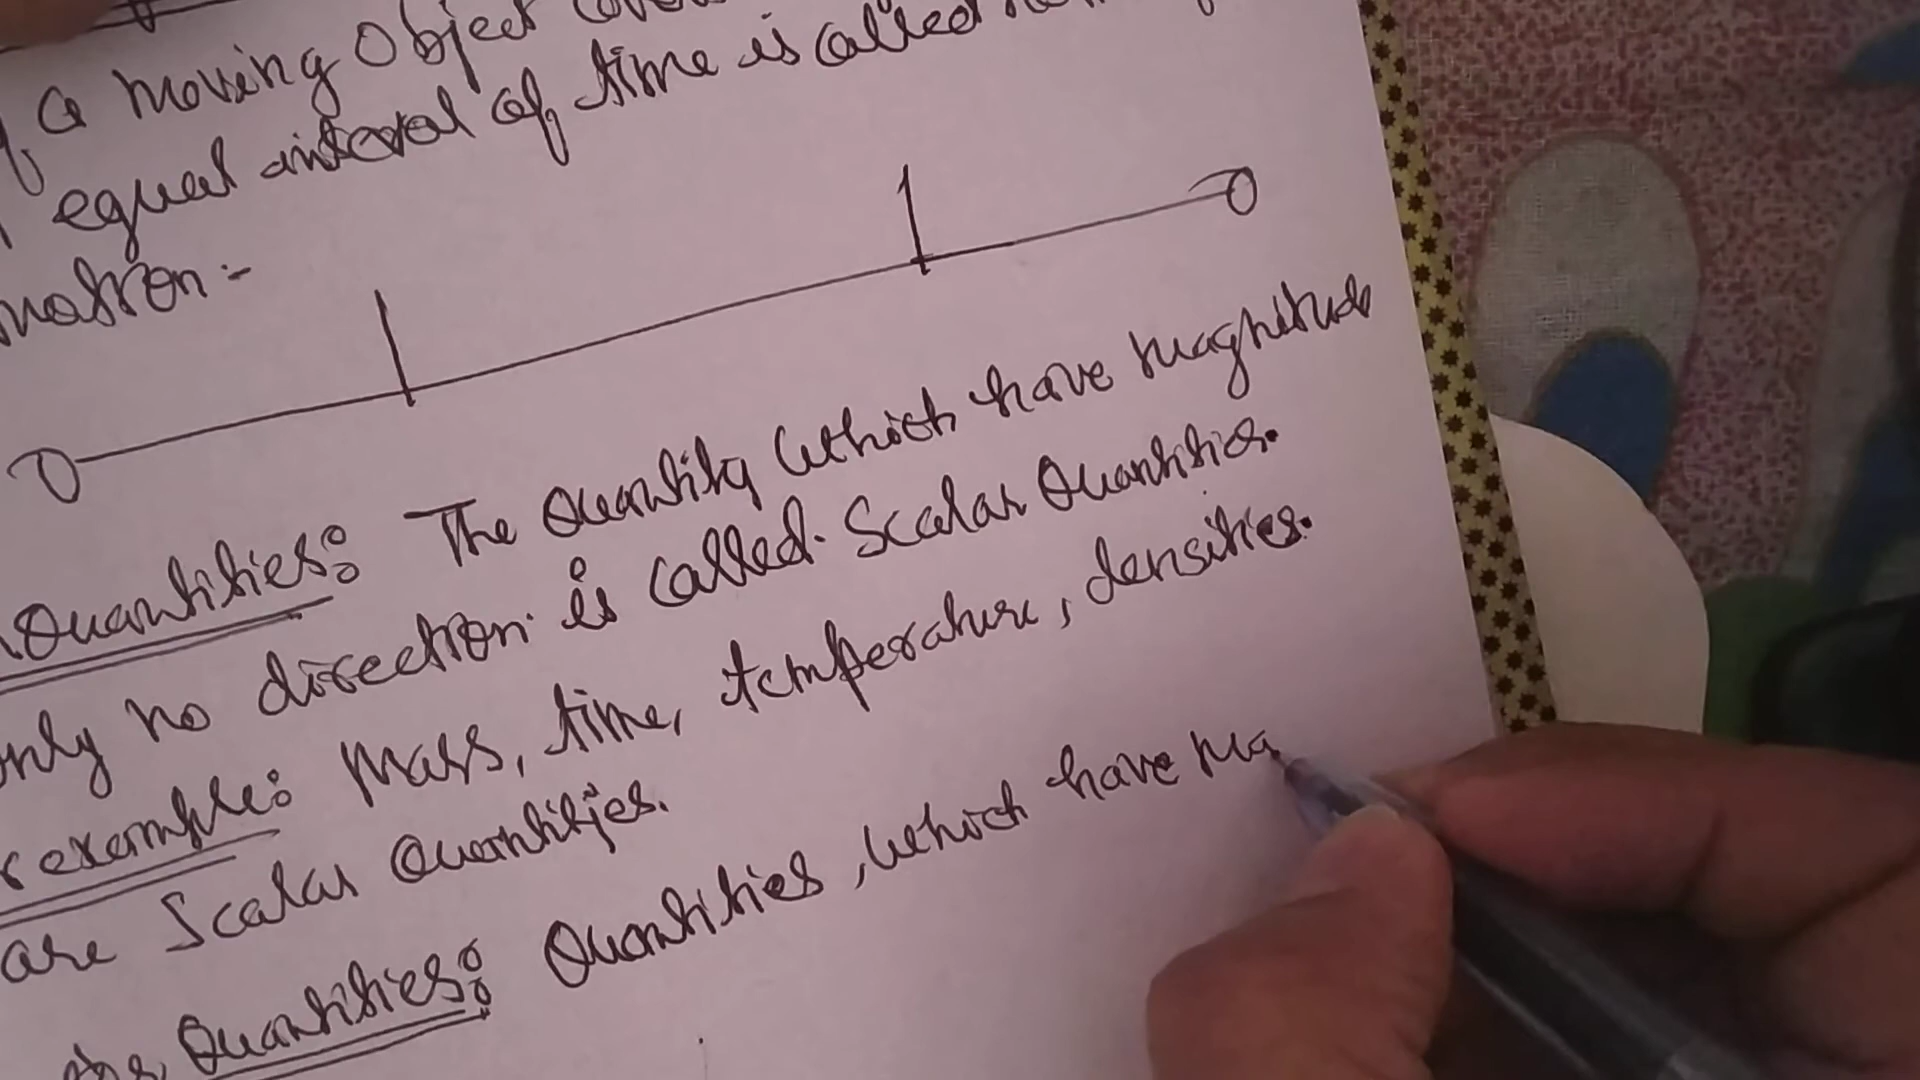 a moving Object
equal interval of time is called
motion :-
Quantities: The Quantity which have magnitude
only no direction is called. Scalar Quantities.
example: Mass, time, temperature, densities.
are Scalar Quantities.
Quantities: Quantities, which have ma